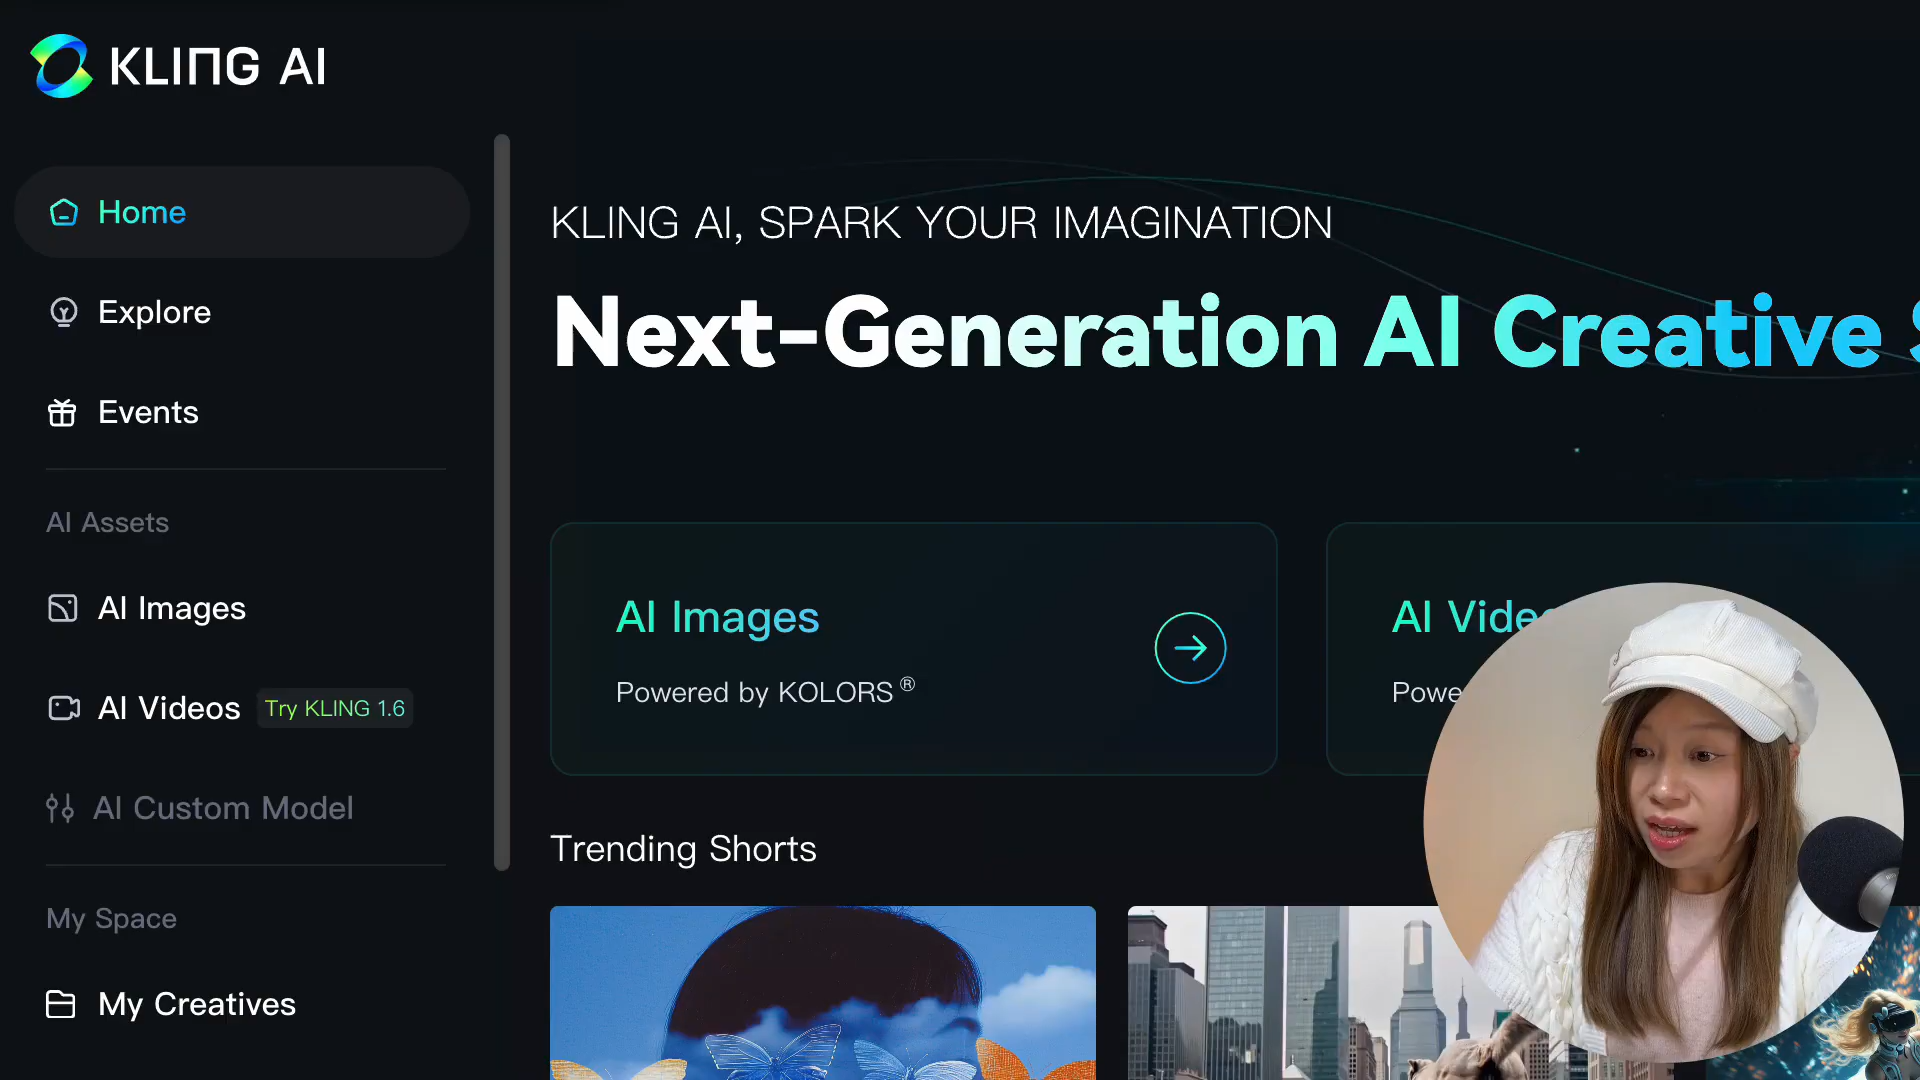 KLING AI
Home
Explore
Events
AI Assets
AI Images
AI Videos Try KLING 1.6
AI Custom Model
My Space
My Creatives
KLING AI, SPARK YOUR IMAGINATION
Next-Generation AI Creative
AI Images
Powered by KOLORS ®
AI
Trending Shorts